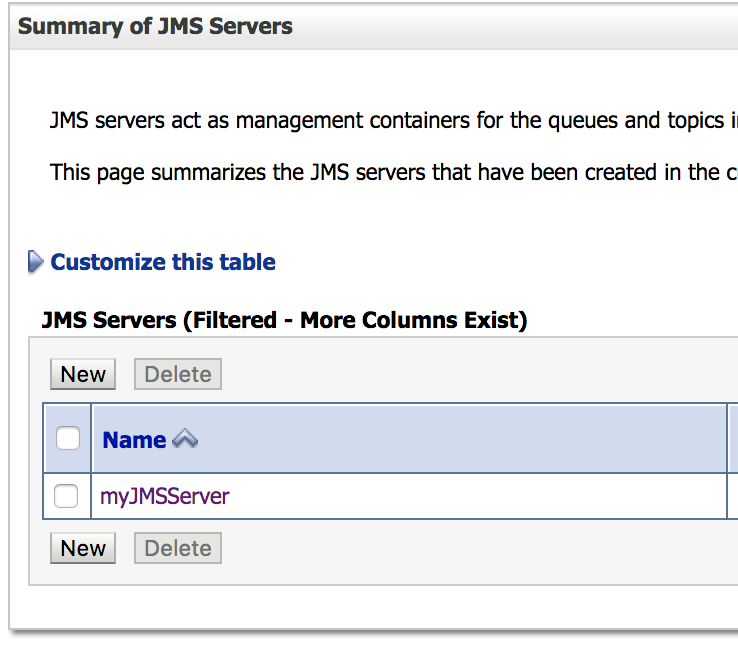 Summary of JMS Servers
JMS servers act as management containers for the queues and topics
This page summarizes the JMS servers that have been created in the
Customize this table
JMS Servers (Filtered - More Columns Exist)
New Delete
Name
myJMSServer
New Delete